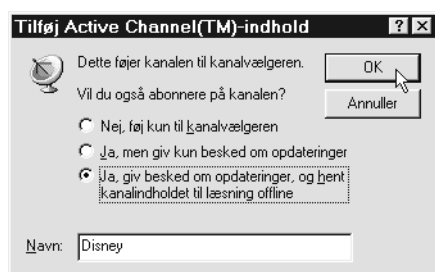 Tilføj Active Channel(TM)-indhold
Dette føjer kanalen til kanalvælgeren.
OK
Vil du også abonnere på kanalen?
Annuller
Nej, føj kun til kanalvælgeren
Ja, men giv kun besked om opdateringer
Ja, giv besked om opdateringer, og hent
kanalindholdet til læsning offline
Navn:
Disney